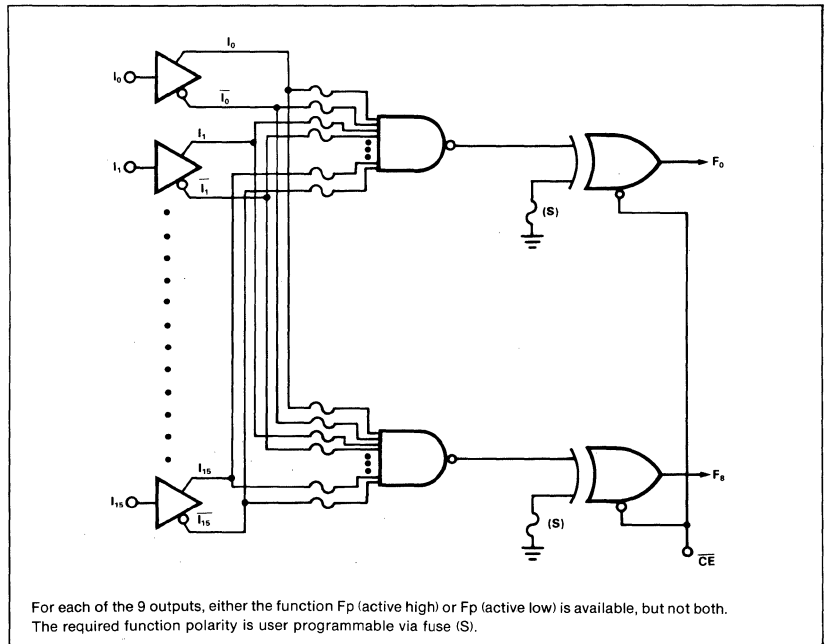 I₀
I₀
I̅₀
I₁
I₁
I̅₁
F₀
(S)
I₁₅
I₁₅
I̅₁₅
F₈
(S)
C̅E̅
For each of the 9 outputs, either the function Fp (active high) or Fp (active low) is available, but not both.
The required function polarity is user programmable via fuse (S).